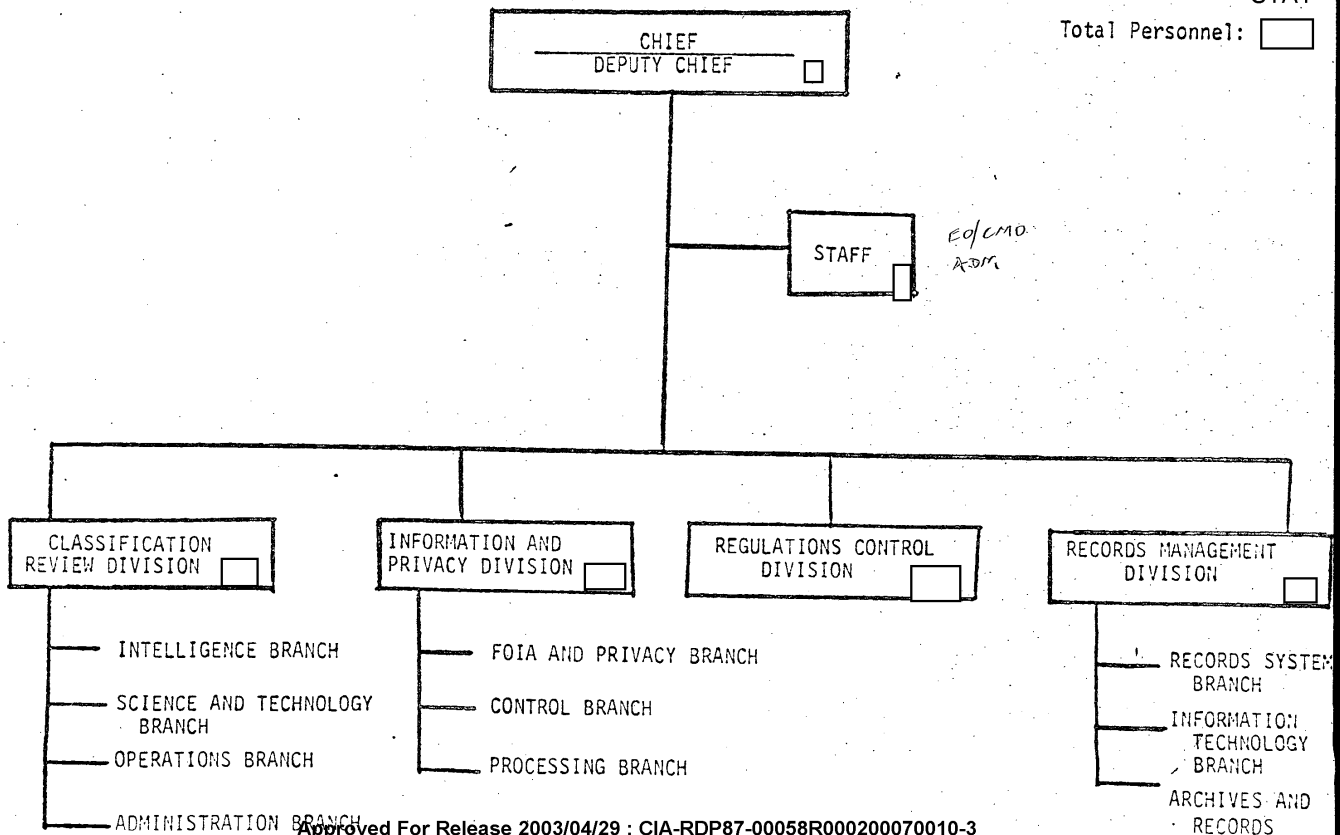 Total Personnel:
CHIEF
DEPUTY CHIEF
STAFF
EO/CMO
ADM
CLASSIFICATION
REVIEW DIVISION
INFORMATION AND
PRIVACY DIVISION
REGULATIONS CONTROL
DIVISION
RECORDS MANAGEMENT
DIVISION
INTELLIGENCE BRANCH
SCIENCE AND TECHNOLOGY
BRANCH
OPERATIONS BRANCH
ADMINISTRATION BRANCH
FOIA AND PRIVACY BRANCH
CONTROL BRANCH
PROCESSING BRANCH
RECORDS SYSTEM
BRANCH
INFORMATION
TECHNOLOGY
BRANCH
ARCHIVES AND
RECORDS
Approved For Release 2003/04/29 : CIA-RDP87-00058R000200070010-3